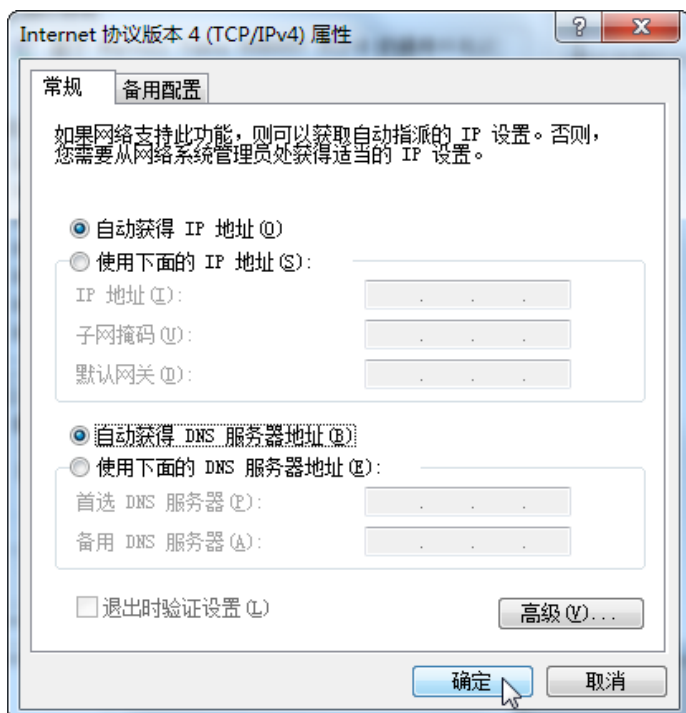 Internet 协议版本 4 (TCP/IPv4) 属性
常规
备用配置
如果网络支持此功能，则可以获取自动指派的 IP 设置。否则，
您需要从网络系统管理员处获得适当的 IP 设置。
自动获得 IP 地址(O)
使用下面的 IP 地址(S):
IP 地址(I):
子网掩码(U):
默认网关(D):
自动获得 DNS 服务器地址(B)
使用下面的 DNS 服务器地址(E):
首选 DNS 服务器(P):
备用 DNS 服务器(A):
退出时验证设置(L)
高级(V)...
确定
取消